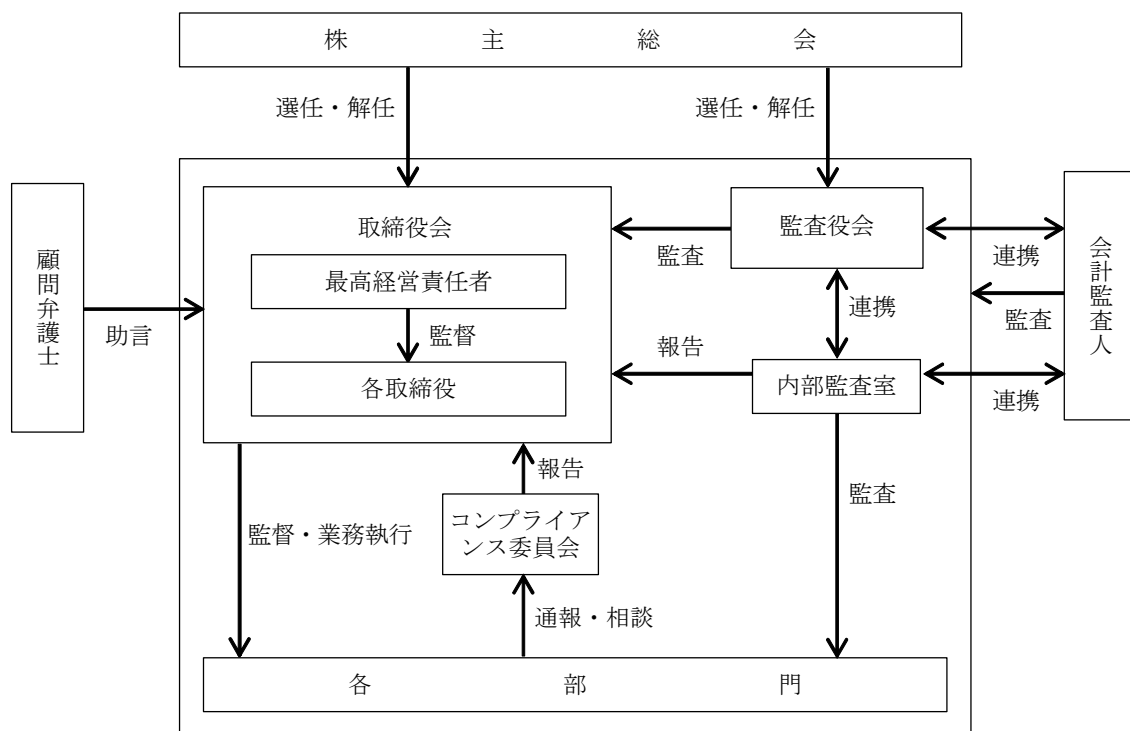 株主総会
選任・解任
選任・解任
顧問弁護士
助言
取締役会
最高経営責任者
監督
各取締役
監査役会
監査
連携
連携
会計監査人
監査
報告
内部監査室
連携
監督・業務執行
報告
コンプライア
ンス委員会
通報・相談
監査
各部門